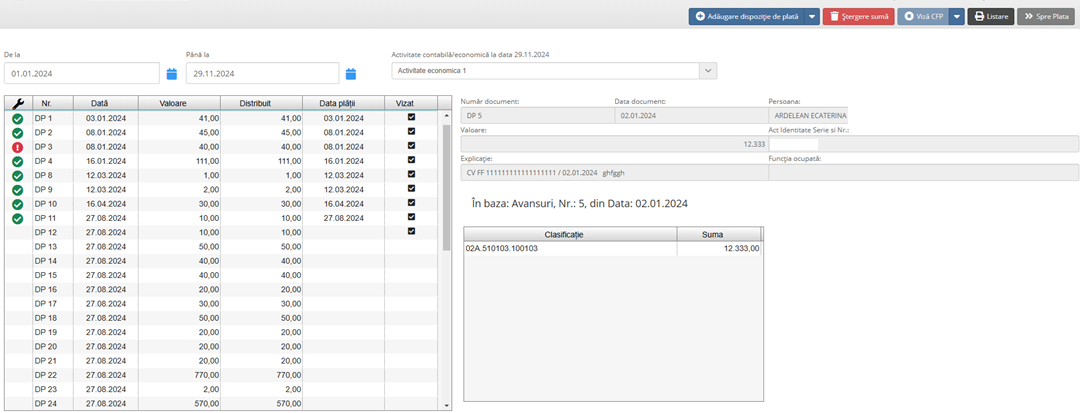 Adăugare dispoziție de plată Ștergere sumă Viză CFP Listare Spre Plata
De la Până la Activitate contabilă/economică la data 29.11.2024
01.01.2024 29.11.2024 Activitate economica 1
Nr. Dată Valoare Distribuit Data plății Vizat
DP 1 03.01.2024 41,00 41,00 03.01.2024
DP 2 08.01.2024 45,00 45,00 08.01.2024
DP 3 08.01.2024 40,00 40,00 08.01.2024
DP 4 16.01.2024 111,00 111,00 16.01.2024
DP 8 12.03.2024 1,00 1,00 12.03.2024
DP 9 12.03.2024 2,00 2,00 12.03.2024
DP 10 16.04.2024 30,00 30,00 16.04.2024
DP 11 27.08.2024 10,00 10,00 27.08.2024
DP 12 27.08.2024 10,00 10,00
DP 13 27.08.2024 50,00 50,00
DP 14 27.08.2024 40,00 40,00
DP 15 27.08.2024 40,00 40,00
DP 16 27.08.2024 20,00 20,00
DP 17 27.08.2024 30,00 30,00
DP 18 27.08.2024 50,00 50,00
DP 19 27.08.2024 20,00 20,00
DP 20 27.08.2024 20,00 20,00
DP 21 27.08.2024 20,00 20,00
DP 22 27.08.2024 770,00 770,00
DP 23 27.08.2024 2,00 2,00
DP 24 27.08.2024 570,00 570,00
Număr document: Data document: Persoana:
DP 5 02.01.2024 ARDELEAN ECATERINA
Valoare: Act Identitate Serie si Nr.:
12.333
Explicație: Funcția ocupată:
CV FF 111111111111111111 / 02.01.2024 ghfggh
În baza: Avansuri, Nr.: 5, din Data: 02.01.2024
Clasificație Suma
02A.510103.100103 12.333,00